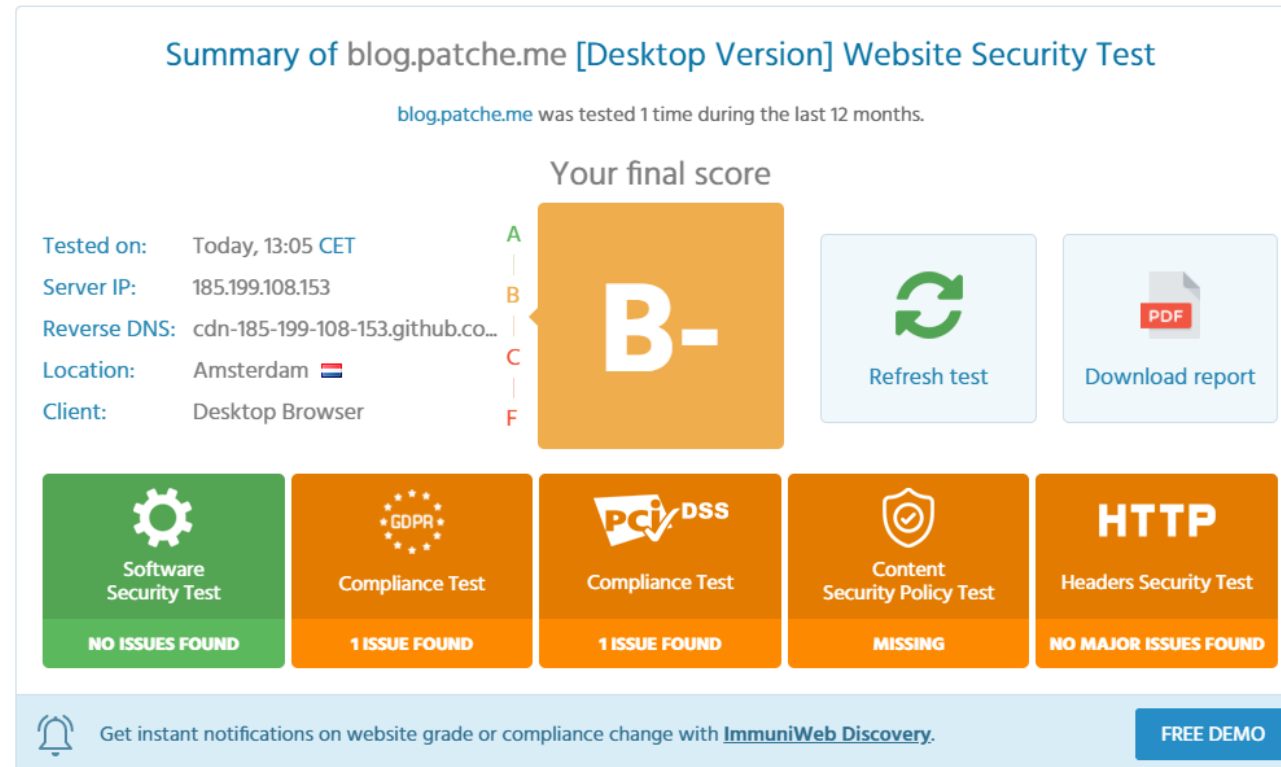 Summary of blog.patche.me [Desktop Version] Website Security Test
blog.patche.me was tested 1 time during the last 12 months.
Your final score
Tested on: Today, 13:05 CET
Server IP: 185.199.108.153
Reverse DNS: cdn-185-199-108-153.github.co...
Location: Amsterdam
Client: Desktop Browser
A
B
C
F
B-
Refresh test
PDF
Download report
Software
Security Test
NO ISSUES FOUND
GDPR
Compliance Test
1 ISSUE FOUND
PCI DSS
Compliance Test
1 ISSUE FOUND
Content
Security Policy Test
MISSING
HTTP
Headers Security Test
NO MAJOR ISSUES FOUND
Get instant notifications on website grade or compliance change with ImmuniWeb Discovery.
FREE DEMO